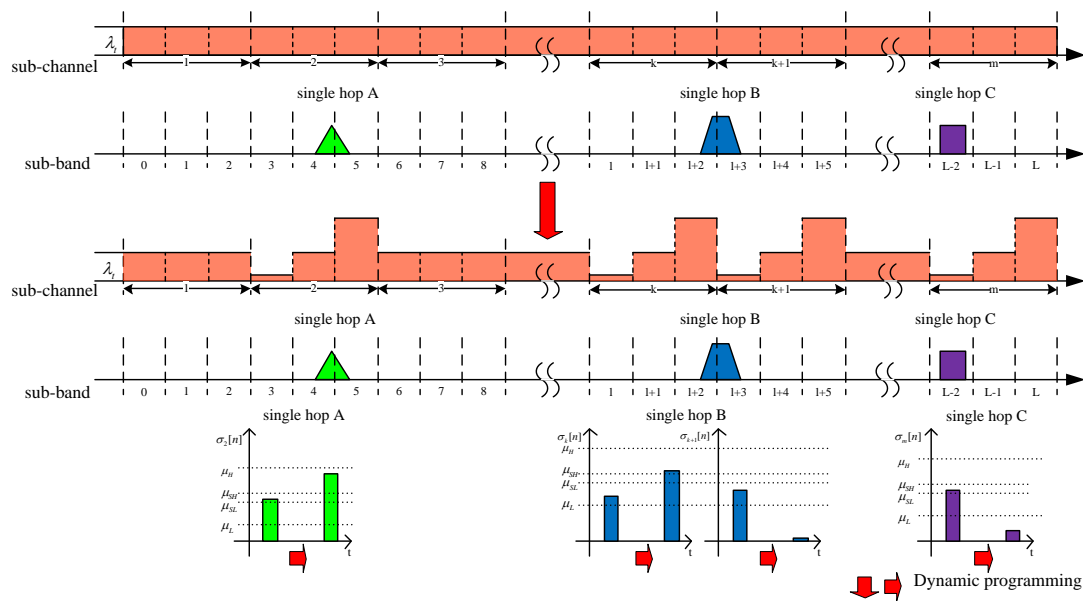 λt
sub-channel
1 2 3 k k+1 m
single hop A single hop B single hop C
sub-band
0 1 2 3 4 5 6 7 8 l l+1 l+2 l+3 l+4 l+5 L-2 L-1 L
λt
sub-channel
1 2 3 k k+1 m
single hop A single hop B single hop C
sub-band
0 1 2 3 4 5 6 7 8 l l+1 l+2 l+3 l+4 l+5 L-2 L-1 L
single hop A single hop B single hop C
σ2[n]
μH
μSH
μSL
μL
t
σk[n]
μH
μSH
μSL
μL
t
σk+1[n]
t
σm[n]
μH
μSH
μSL
μL
t
Dynamic programming